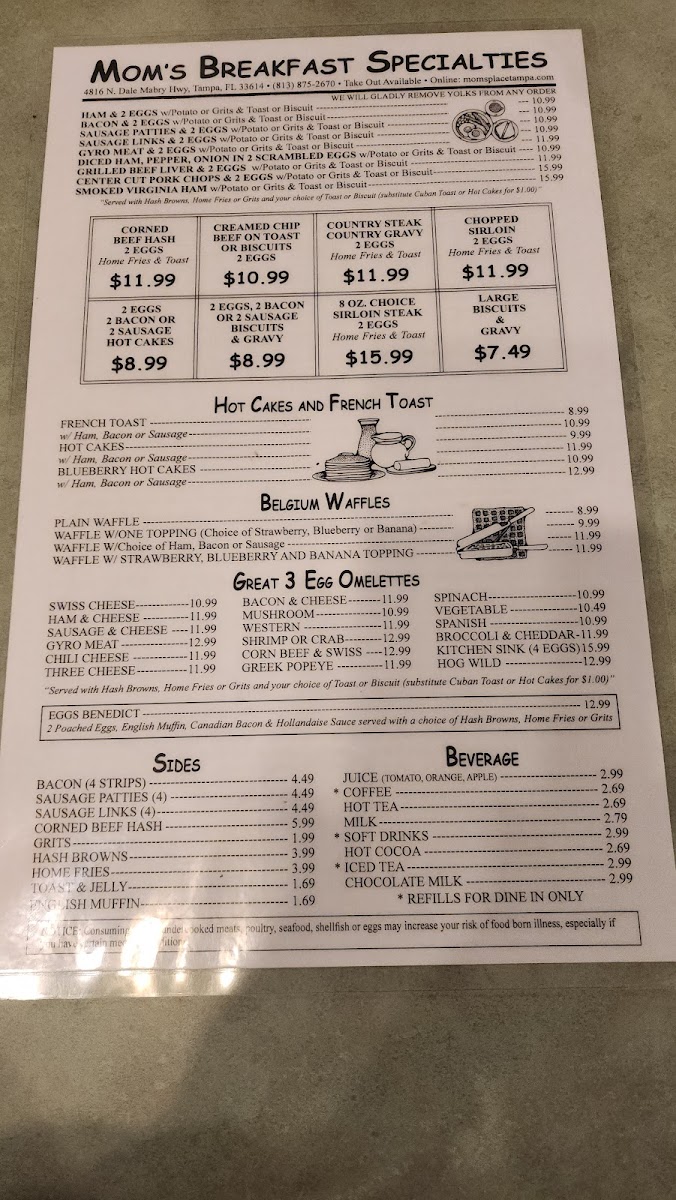 MOM'S BREAKFAST SPECIALTIES
4816 N. Dale Mabry Hwy, Tampa, FL 33614 • (813) 875-2670 • Take Out Available • Online: momsplacetampa.com
WE WILL GLADLY REMOVE YOLKS FROM ANY ORDER
HAM & 2 EGGS w/Potato or Grits & Toast or Biscuit 10.99
BACON & 2 EGGS w/Potato or Grits & Toast or Biscuit 10.99
SAUSAGE PATTIES & 2 EGGS w/Potato or Grits & Toast or Biscuit 10.99
SAUSAGE LINKS & 2 EGGS w/Potato or Grits & Toast or Biscuit 10.99
GYRO MEAT & 2 EGGS w/Potato or Grits & Toast or Biscuit 11.99
DICED HAM, PEPPER, ONION IN 2 SCRAMBLED EGGS w/Potato or Grits & Toast or Biscuit 10.99
GRILLED BEEF LIVER & 2 EGGS w/Potato or Grits & Toast or Biscuit 11.99
CENTER CUT PORK CHOPS & 2 EGGS w/Potato or Grits & Toast or Biscuit 15.99
SMOKED VIRGINIA HAM w/Potato or Grits & Toast or Biscuit 15.99
"Served with Hash Browns, Home Fries or Grits and your choice of Toast or Biscuit (substitute Cuban Toast or Hot Cakes for $1.00)"
CORNED
BEEF HASH
2 EGGS
Home Fries & Toast
$11.99
CREAMED CHIP
BEEF ON TOAST
OR BISCUITS
2 EGGS
$10.99
COUNTRY STEAK
COUNTRY GRAVY
2 EGGS
Home Fries & Toast
$11.99
CHOPPED
SIRLOIN
2 EGGS
Home Fries & Toast
$11.99
2 EGGS
2 BACON OR
2 SAUSAGE
HOT CAKES
$8.99
2 EGGS, 2 BACON
OR 2 SAUSAGE
BISCUITS
& GRAVY
$8.99
8 OZ. CHOICE
SIRLOIN STEAK
2 EGGS
Home Fries & Toast
$15.99
LARGE
BISCUITS
&
GRAVY
$7.49
HOT CAKES AND FRENCH TOAST
FRENCH TOAST 8.99
w/ Ham, Bacon or Sausage 10.99
HOT CAKES 9.99
w/ Ham, Bacon or Sausage 11.99
BLUEBERRY HOT CAKES 10.99
w/ Ham, Bacon or Sausage 12.99
BELGIUM WAFFLES
PLAIN WAFFLE 8.99
WAFFLE W/ONE TOPPING (Choice of Strawberry, Blueberry or Banana) 9.99
WAFFLE W/Choice of Ham, Bacon or Sausage 11.99
WAFFLE W/ STRAWBERRY, BLUEBERRY AND BANANA TOPPING 11.99
GREAT 3 EGG OMELETTES
SWISS CHEESE 10.99
HAM & CHEESE 11.99
SAUSAGE & CHEESE 11.99
GYRO MEAT 12.99
CHILI CHEESE 11.99
THREE CHEESE 11.99
BACON & CHEESE 11.99
MUSHROOM 10.99
WESTERN 11.99
SHRIMP OR CRAB 12.99
CORN BEEF & SWISS 12.99
GREEK POPEYE 11.99
SPINACH 10.99
VEGETABLE 10.49
SPANISH 10.99
BROCCOLI & CHEDDAR 11.99
KITCHEN SINK (4 EGGS) 15.99
HOG WILD 12.99
"Served with Hash Browns, Home Fries or Grits and your choice of Toast or Biscuit (substitute Cuban Toast or Hot Cakes for $1.00)"
EGGS BENEDICT 12.99
2 Poached Eggs, English Muffin, Canadian Bacon & Hollandaise Sauce served with a choice of Hash Browns, Home Fries or Grits
SIDES
BACON (4 STRIPS) 4.49
SAUSAGE PATTIES (4) 4.49
SAUSAGE LINKS (4) 4.49
CORNED BEEF HASH 5.99
GRITS 1.99
HASH BROWNS 3.99
HOME FRIES 3.99
TOAST & JELLY 1.69
ENGLISH MUFFIN 1.69
BEVERAGE
JUICE (TOMATO, ORANGE, APPLE) 2.99
* COFFEE 2.69
HOT TEA 2.69
MILK 2.79
* SOFT DRINKS 2.99
HOT COCOA 2.69
* ICED TEA 2.99
CHOCOLATE MILK 2.99
* REFILLS FOR DINE IN ONLY
NOTICE: Consuming undercooked meats, poultry, seafood, shellfish or eggs may increase your risk of food born illness, especially if
you have certain